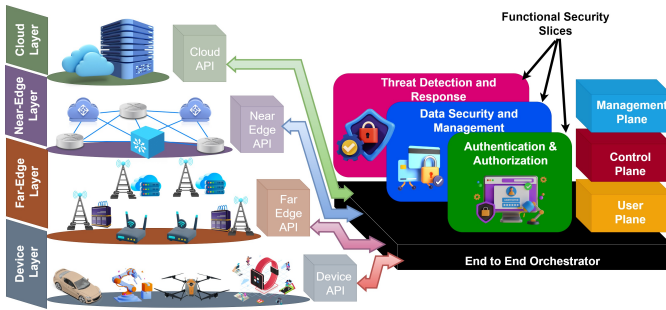 Cloud
Layer
Near-Edge
Layer
Far-Edge
Layer
Device
Layer
Cloud
API
Near
Edge
API
Far
Edge
API
Device
API
Functional Security
Slices
Threat Detection and
Response
Data Security and
Management
Authentication &
Authorization
Management
Plane
Control
Plane
User
Plane
End to End Orchestrator